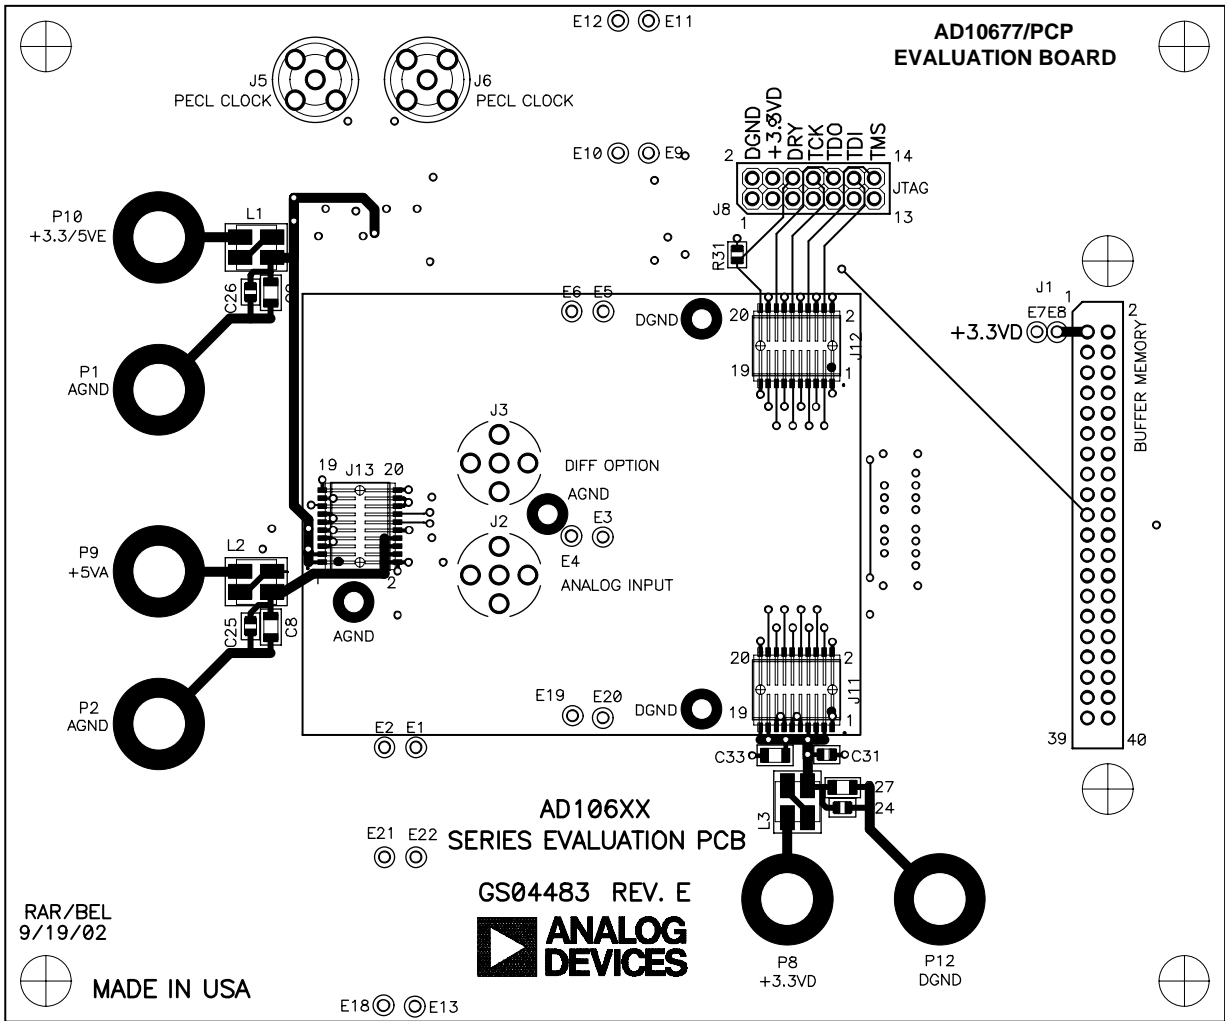 E12
E11
AD10677/PCP
EVALUATION BOARD
J5
PECL CLOCK
J6
PECL CLOCK
E10
E9
2
DGND
+3.3VD
DRY
TCK
TDO
TDI
TMS
14
JTAG
J8
1
13
R31
P10
+3.3/5VE
L1
C26
P1
AGND
E6
E5
DGND
20
2
J12
19
1
J1
1
2
E7
E8
+3.3VD
BUFFER MEMORY
39
40
J3
DIFF OPTION
AGND
19
J13
20
1
2
J2
E3
E4
ANALOG INPUT
AGND
P9
+5VA
L2
C25
C8
P2
AGND
20
2
J11
19
1
E19
E20
DGND
E2
E1
C33
C31
27
24
L3
AD106XX
SERIES EVALUATION PCB
E21
E22
GS04483 REV. E
ANALOG
DEVICES
RAR/BEL
9/19/02
MADE IN USA
E18
E13
P8
+3.3VD
P12
DGND